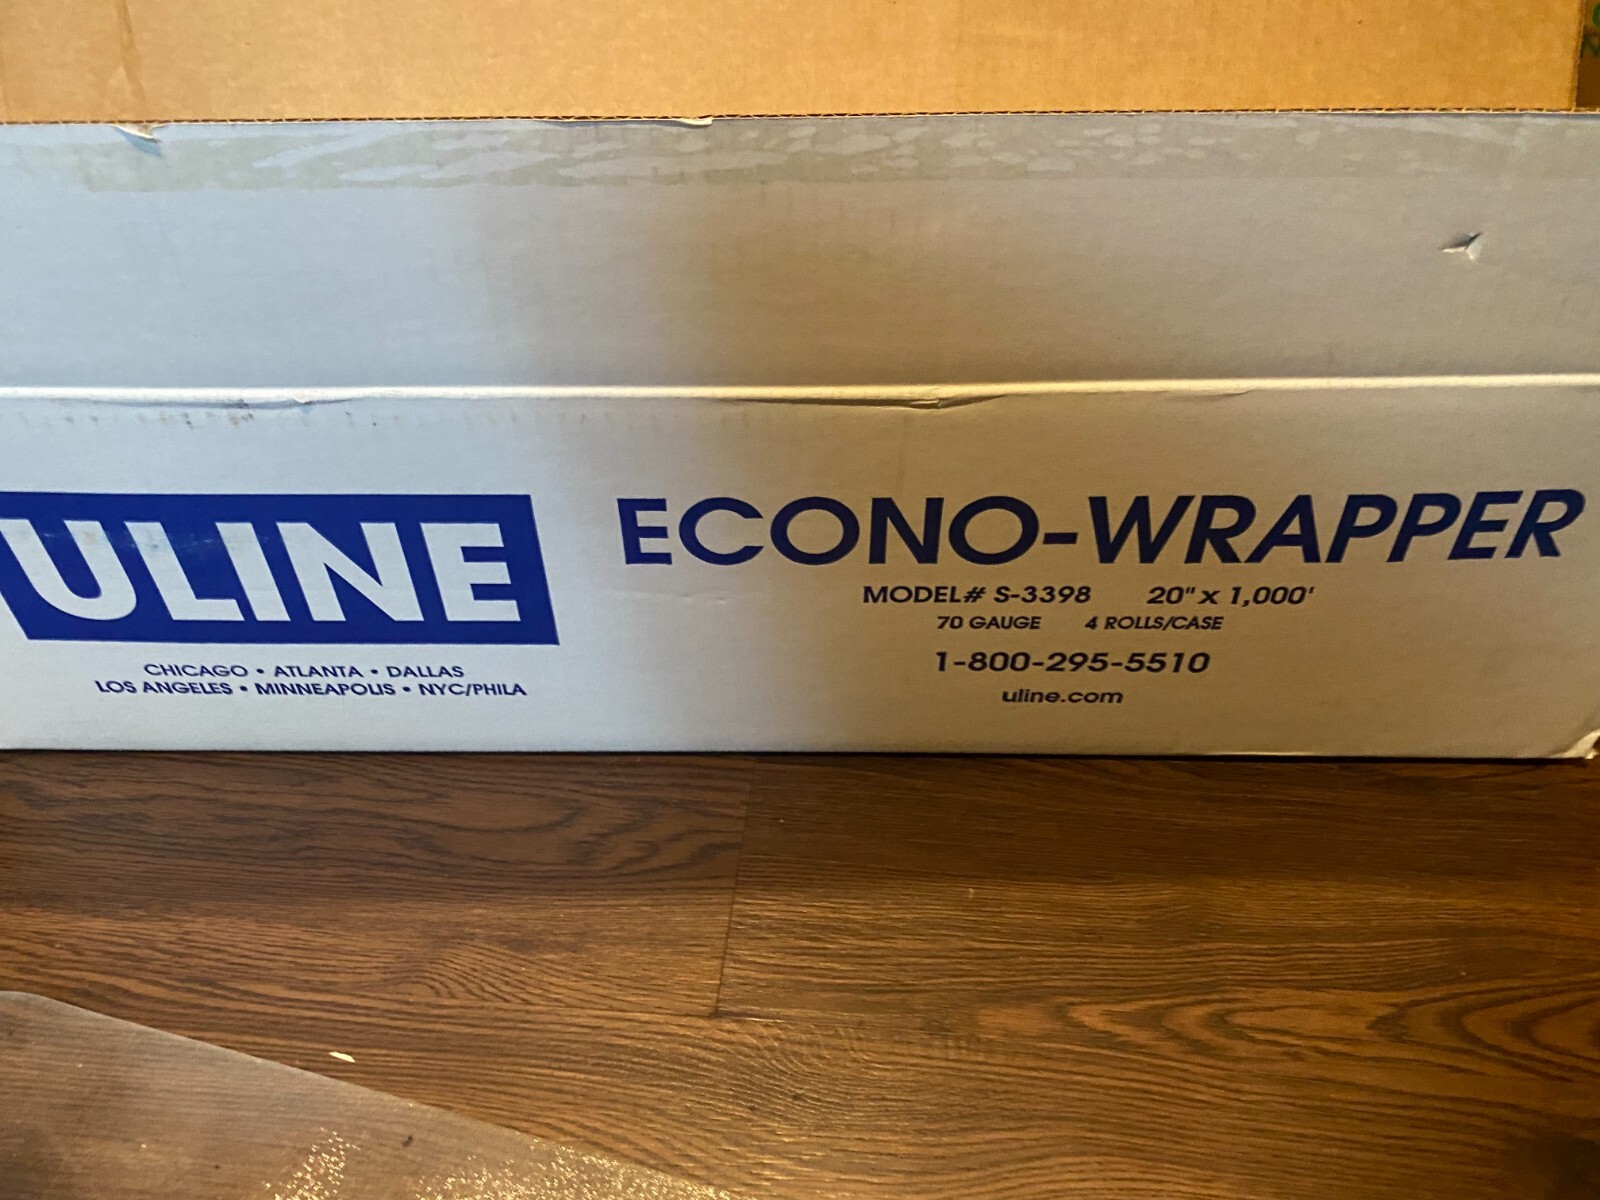 ULINE
CHICAGO • ATLANTA • DALLAS
LOS ANGELES • MINNEAPOLIS • NYC/PHILA
ECONO-WRAPPER
MODEL# S-3398 20" x 1,000'
70 GAUGE 4 ROLLS/CASE
1-800-295-5510
uline.com